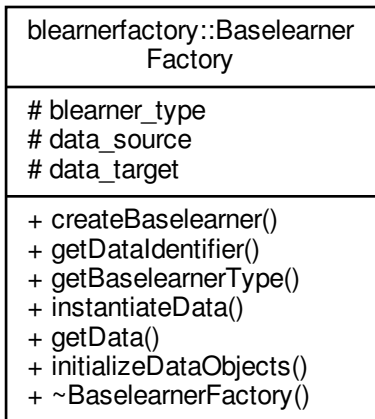 blearnerfactory::Baselearner
Factory
# blearner_type
# data_source
# data_target
+ createBaselearner()
+ getDataIdentifier()
+ getBaselearnerType()
+ instantiateData()
+ getData()
+ initializeDataObjects()
+ ~BaselearnerFactory()